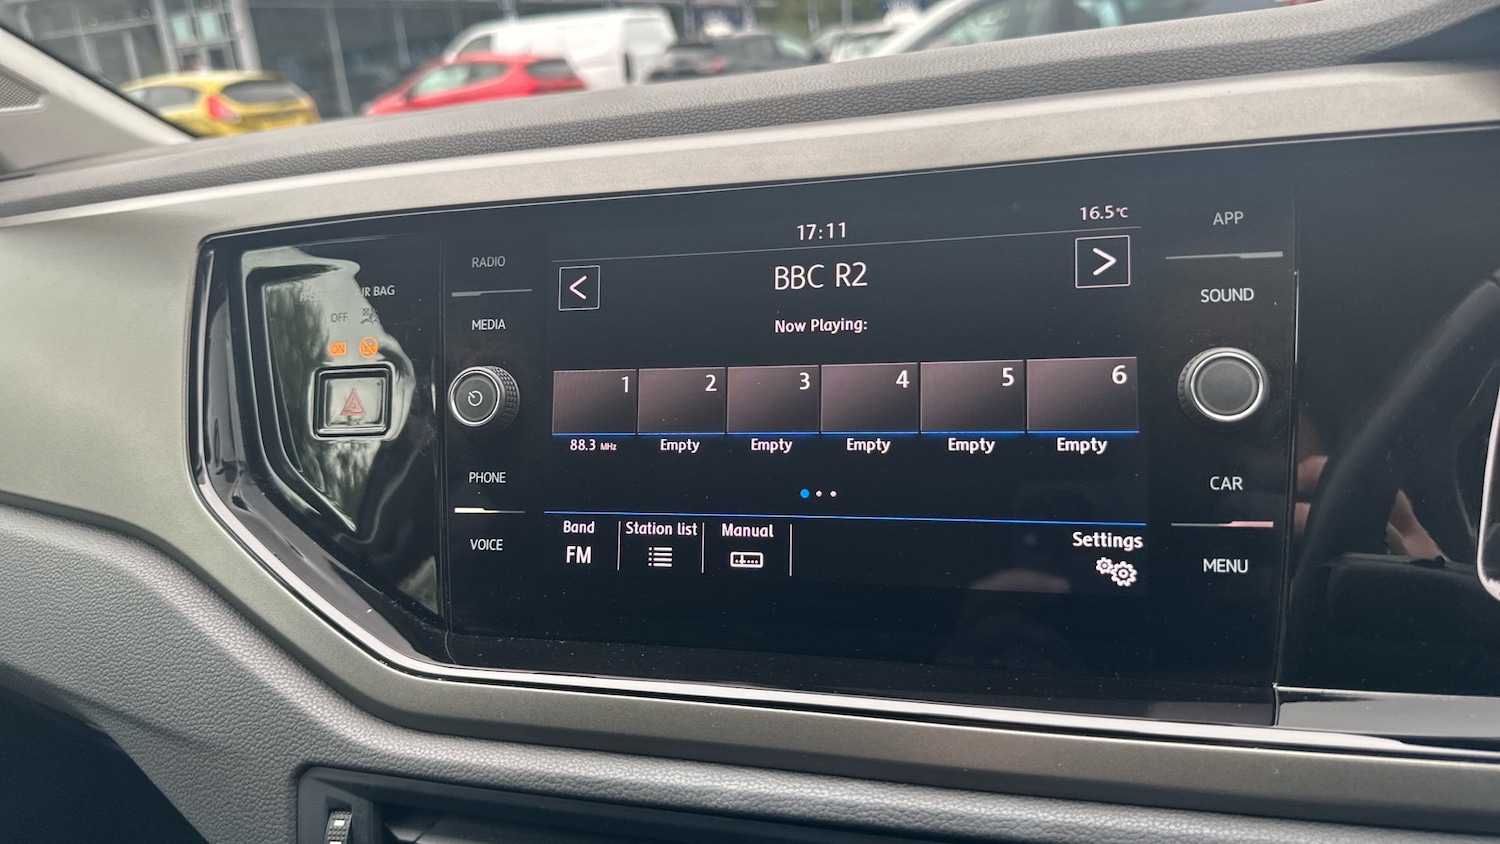 17:11
16.5°C
APP
RADIO
BBC R2
SOUND
AIR BAG
OFF
MEDIA
Now Playing:
ON
1 2 3 4 5 6
88.3 MHz Empty Empty Empty Empty Empty
PHONE
CAR
Band Station list Manual
Settings
FM
VOICE
MENU